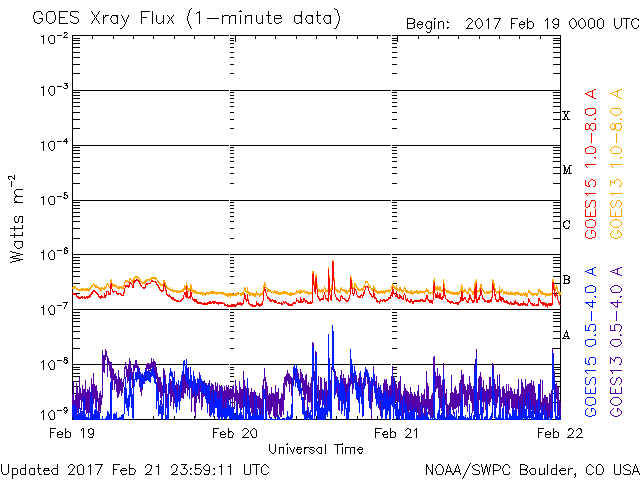 GOES Xray Flux (1-minute data)
Begin: 2017 Feb 19 0000 UTC
10-2
10-3
10-4
10-5
10-6
10-7
10-8
10-9
Watts m-2
X
M
C
B
A
GOES15 1.0-8.0 A
GOES13 1.0-8.0 A
GOES15 0.5-4.0 A
GOES13 0.5-4.0 A
Feb 19
Feb 20
Feb 21
Feb 22
Universal Time
Updated 2017 Feb 21 23:59:11 UTC
NOAA/SWPC Boulder, CO USA